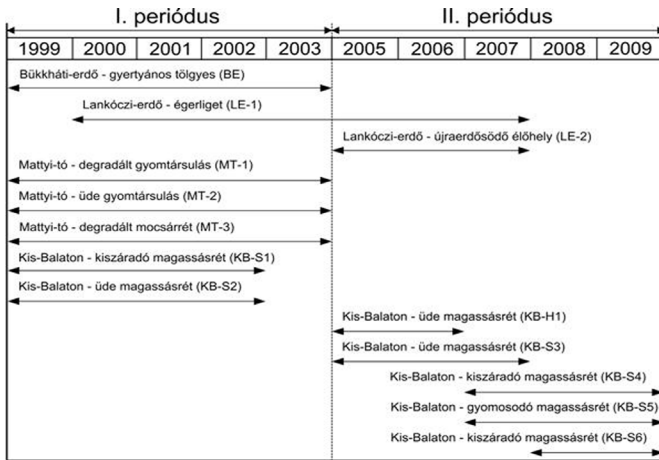 I. periódus II. periódus
1999 2000 2001 2002 2003 2005 2006 2007 2008 2009
Bükkháti-erdő - gyertyános tölgyes (BE)
Lankóczi-erdő - égerliget (LE-1)
Lankóczi-erdő - újraerdősödő élőhely (LE-2)
Mattyi-tó - degradált gyomtársulás (MT-1)
Mattyi-tó - üde gyomtársulás (MT-2)
Mattyi-tó - degradált mocsárrét (MT-3)
Kis-Balaton - kiszáradó magassásrét (KB-S1)
Kis-Balaton - üde magassásrét (KB-S2)
Kis-Balaton - üde magassásrét (KB-H1)
Kis-Balaton - üde magassásrét (KB-S3)
Kis-Balaton - kiszáradó magassásrét (KB-S4)
Kis-Balaton - gyomosodó magassásrét (KB-S5)
Kis-Balaton - kiszáradó magassásrét (KB-S6)